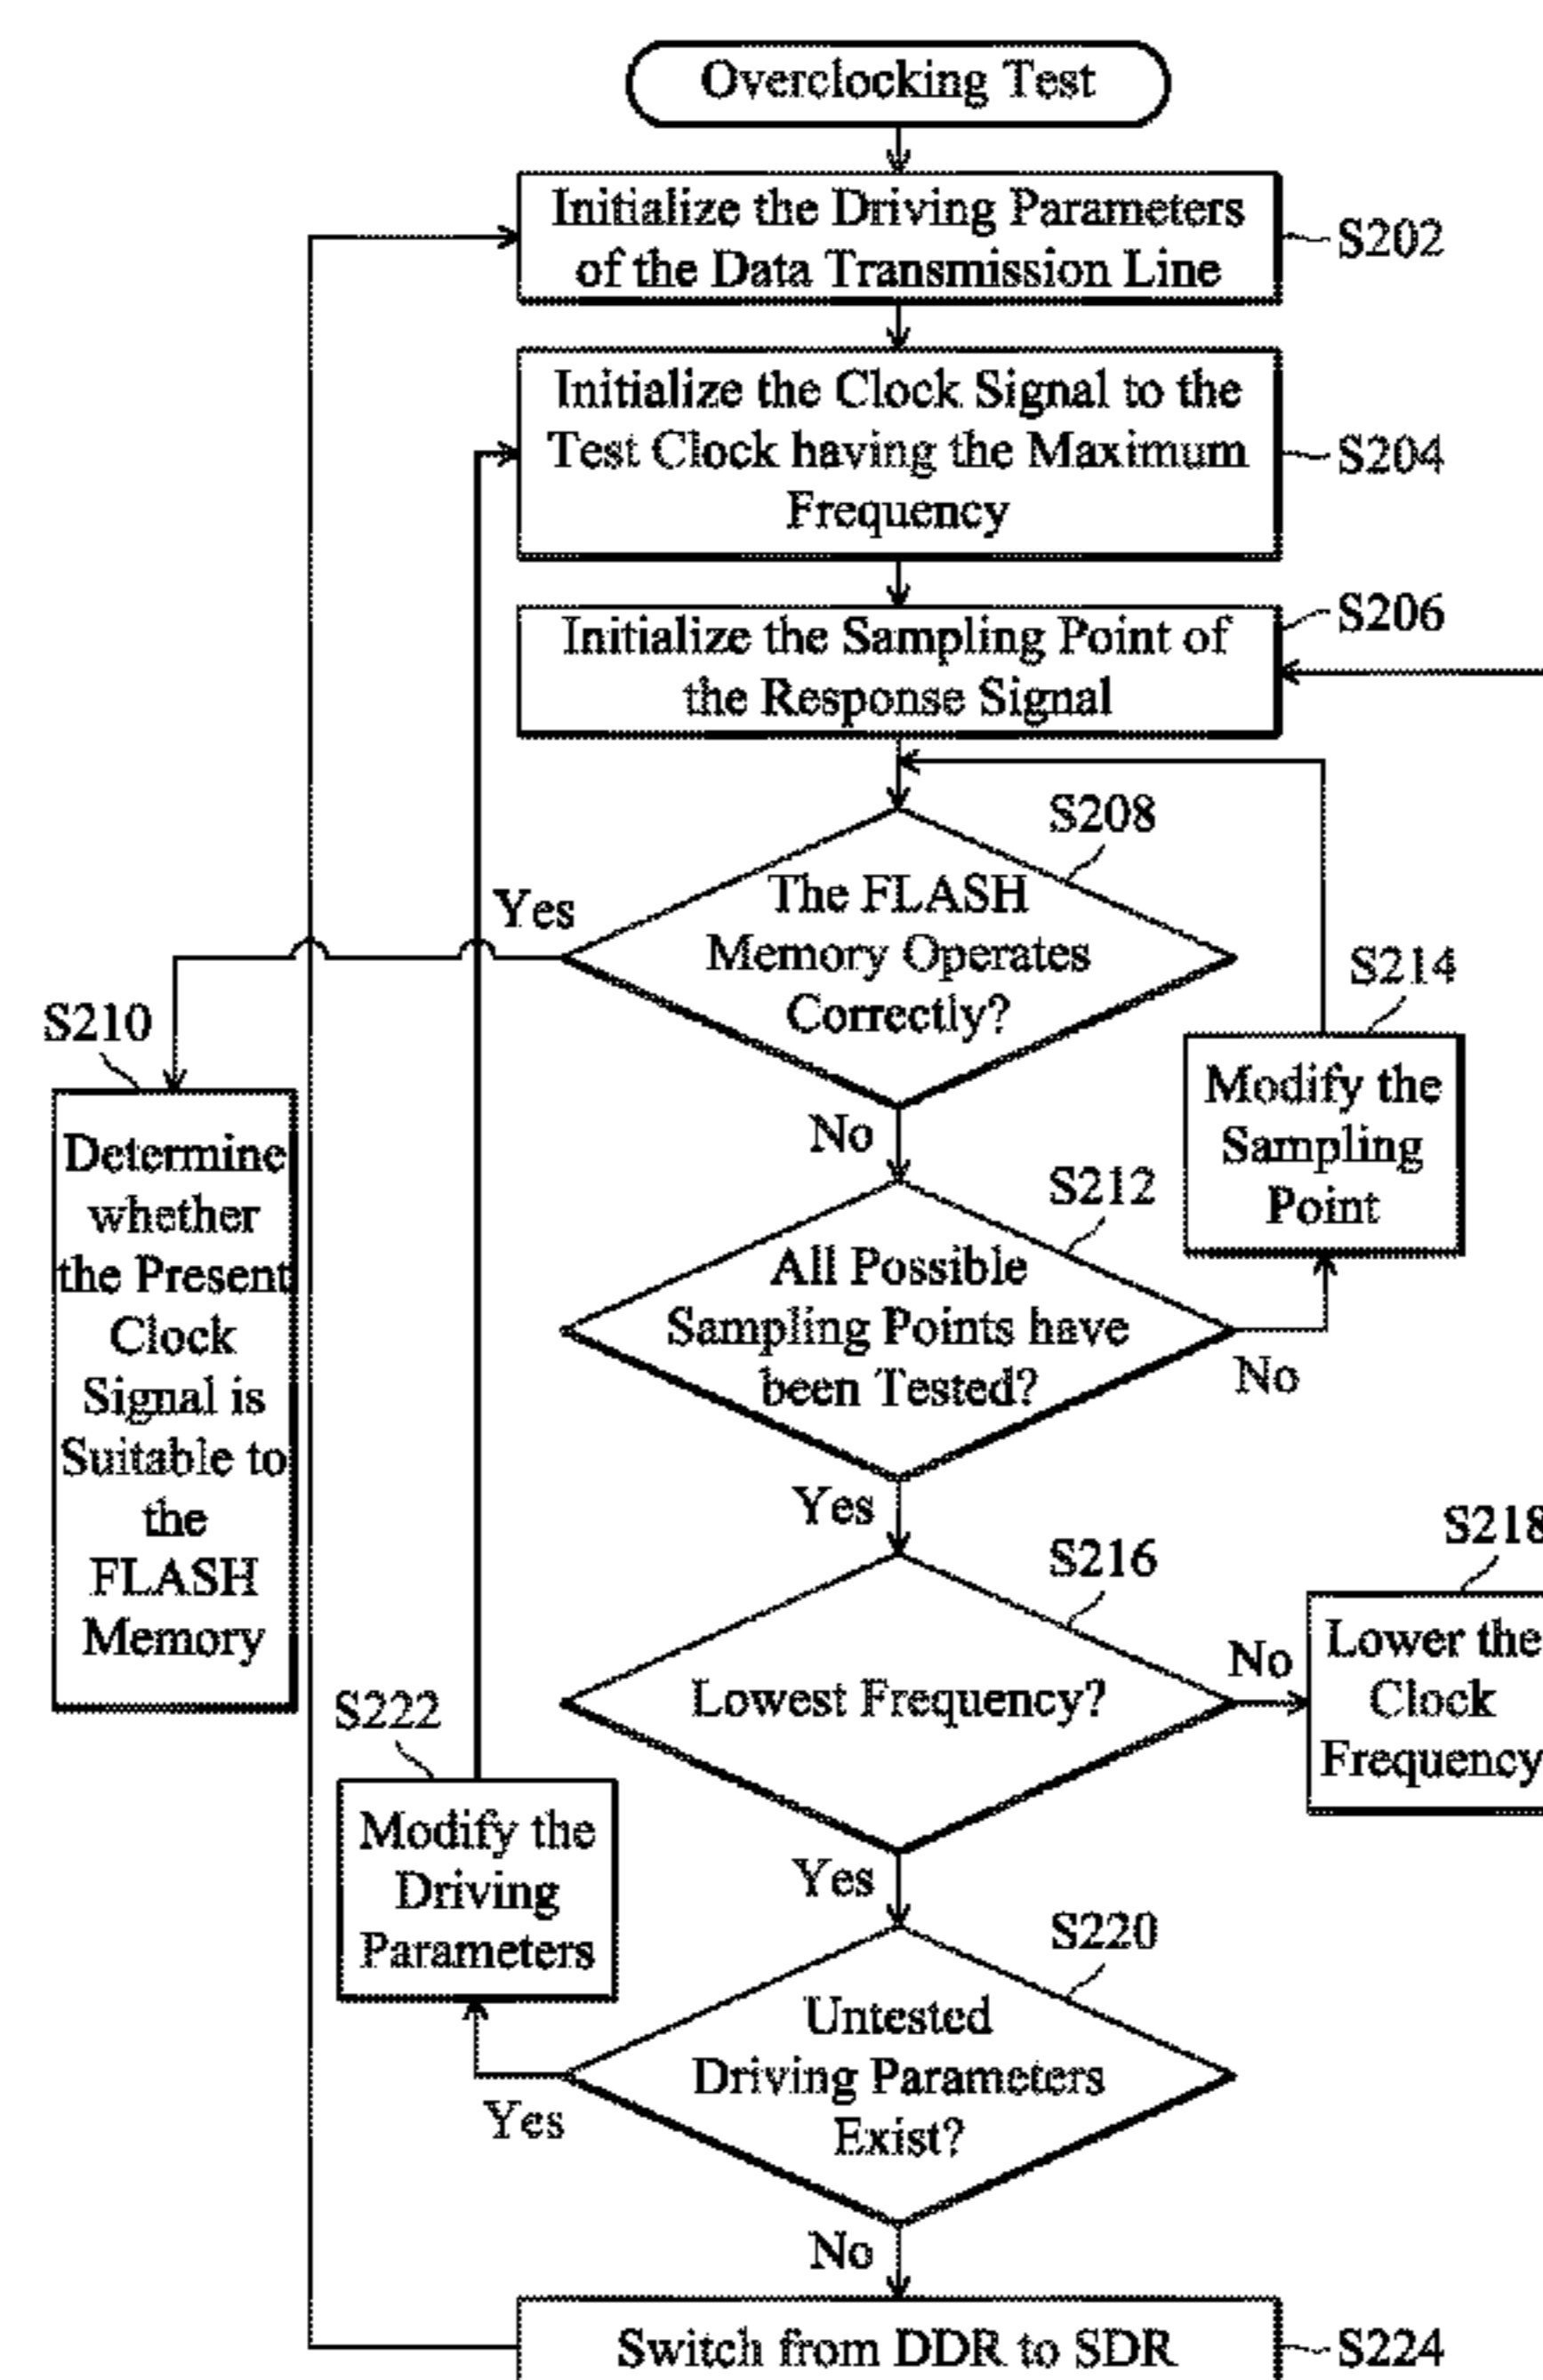 Overclocking Test
Initialize the Driving Parameters
of the Data Transmission Line
S202
Initialize the Clock Signal to the
Test Clock having the Maximum
Frequency
S204
Initialize the Sampling Point of
the Response Signal
S206
S208
The FLASH
Memory Operates
Correctly?
Yes
No
S210
Determine
whether
the Present
Clock
Signal is
Suitable to
the
FLASH
Memory
S212
All Possible
Sampling Points have
been Tested?
No
Yes
S214
Modify the
Sampling
Point
S216
Lowest Frequency?
No
Yes
S218
Lower the
Clock
Frequency
S220
Untested
Driving Parameters
Exist?
Yes
No
S222
Modify the
Driving
Parameters
Switch from DDR to SDR
S224